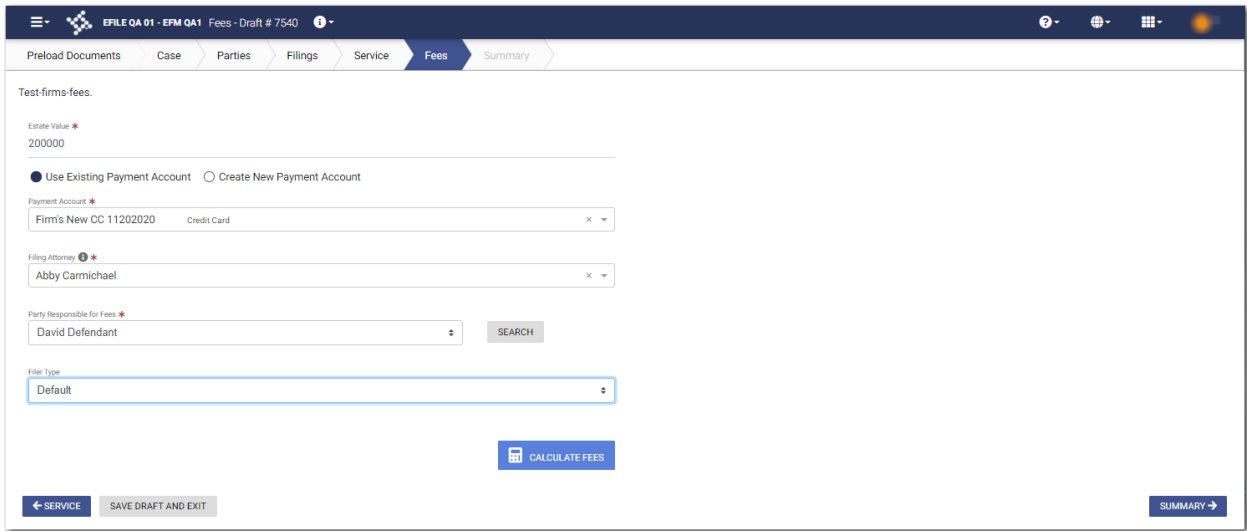 EFILE QA 01 - EFM QA1 Fees - Draft # 7540
Preload Documents Case Parties Filings Service Fees Summary
Test-firms-fees.
Estate Value *
200000
Use Existing Payment Account Create New Payment Account
Payment Account *
Firm's New CC 11202020 Credit Card
Filing Attorney *
Abby Carmichael
Party Responsible for Fees *
David Defendant SEARCH
Filer Type
Default
CALCULATE FEES
SERVICE SAVE DRAFT AND EXIT SUMMARY